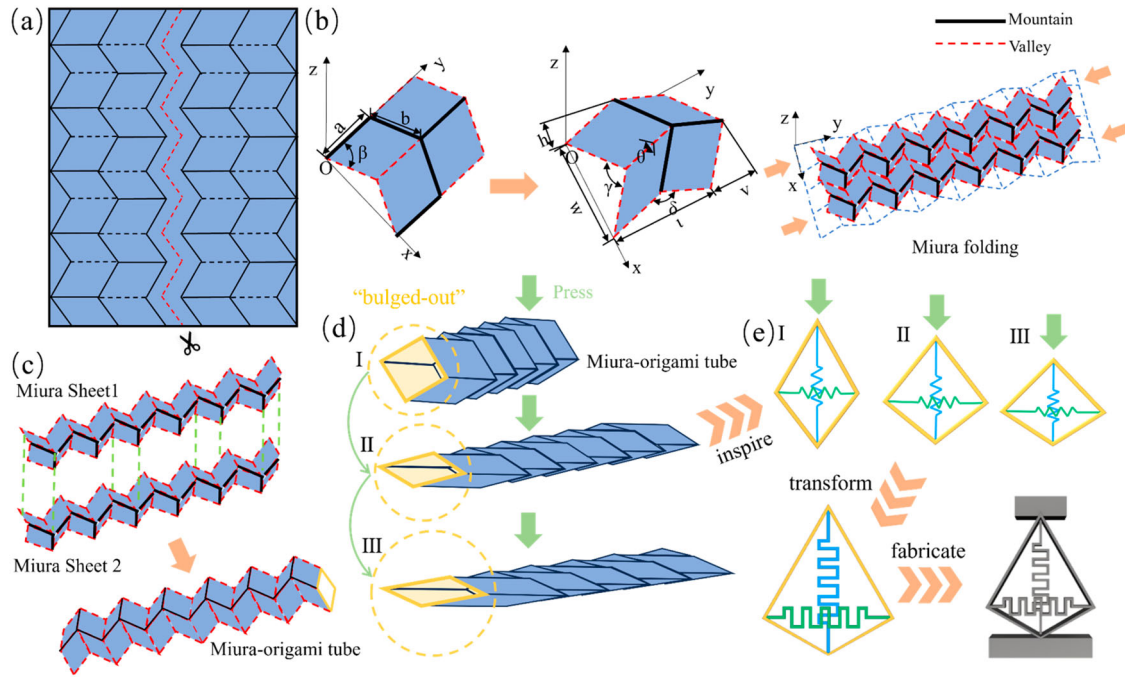 (a)
(b)
Mountain
Valley
z
y
a
b
β
O
x
z
y
h
O
θ
γ
w
δ
v
t
x
z
y
x
Miura folding
(c)
Miura Sheet1
Miura Sheet 2
Miura-origami tube
Press
"bulged-out"
(d)
I
Miura-origami tube
II
III
inspire
(e)
I
II
III
transform
fabricate